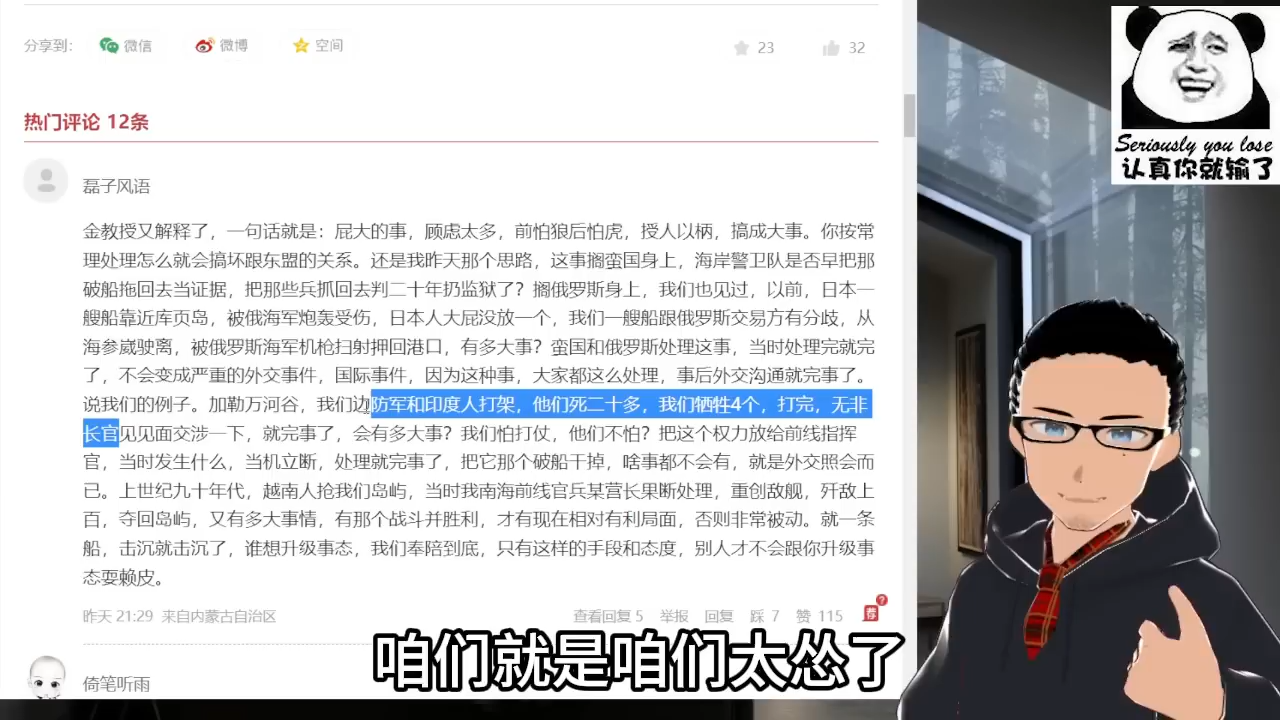 分享到: 微信 微博 空间 23 32
热门评论 12条
磊子风语
金教授又解释了，一句话就是：屁大的事，顾虑太多，前怕狼后怕虎，授人以柄，搞成大事。你按常
理处理怎么就会搞坏跟东盟的关系。还是我昨天那个思路，这事搁蛮国身上，海岸警卫队是否早把那
破船拖回去当证据，把那些兵抓回去判二十年扔监狱了？搁俄罗斯身上，我们也见过，以前，日本一
艘船靠近库页岛，被俄海军炮轰受伤，日本人大屁没放一个，我们一艘船跟俄罗斯交易方有分歧，从
海参崴驶离，被俄罗斯海军机枪扫射押回港口，有多大事？蛮国和俄罗斯处理这事，当时处理完就完
了，不会变成严重的外交事件，国际事件，因为这种事，大家都这么处理，事后外交沟通就完事了。
说我们的例子。加勒万河谷，我们边防军和印度人打架，他们死二十多，我们牺牲4个，打完，无非
长官见见面交涉一下，就完事了，会有多大事？我们怕打仗，他们不怕？把这个权力放给前线指挥
官，当时发生什么，当机立断，处理就完事了，把它那个破船干掉，啥事都不会有，就是外交照会而
已。上世纪九十年代，越南人抢我们岛屿，当时我南海前线官兵某营长果断处理，重创敌舰，歼敌上
百，夺回岛屿，又有多大事情，有那个战斗并胜利，才有现在相对有利局面，否则非常被动。就一条
船，击沉就击沉了，谁想升级事态，我们奉陪到底，只有这样的手段和态度，别人才不会跟你升级事
态耍赖皮。
昨天 21:29 来自内蒙古自治区 查看回复 5 举报 回复 踩 7 赞 115 荐 ?
倚笔听雨
咱们就是咱们太怂了
Seriously you lose
认真你就输了